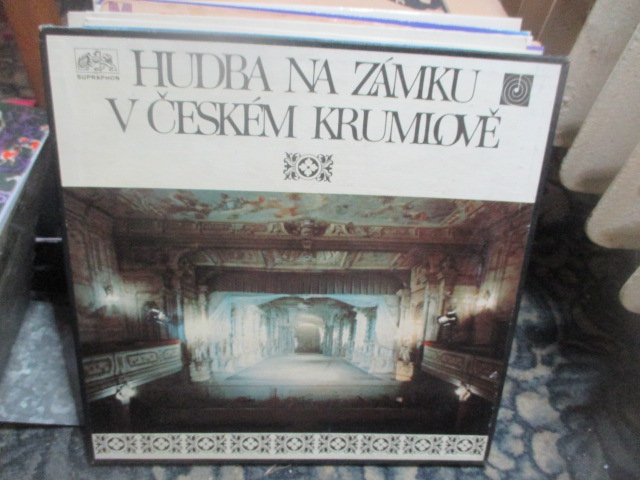 SUPRAPHON
HUDBA NA ZÁMKU
V ČESKÉM KRUMLOVĚ